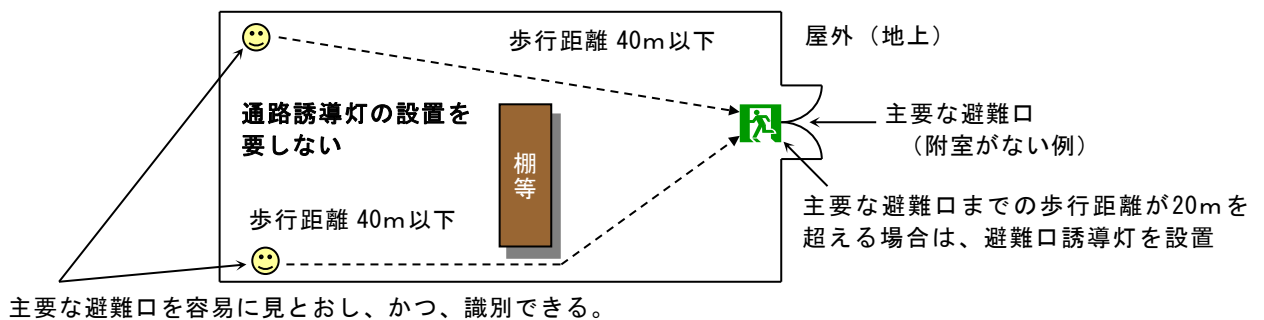 歩行距離 40ｍ以下
屋外（地上）
通路誘導灯の設置を
要しない
主要な避難口
（附室がない例）
棚等
歩行距離 40ｍ以下
主要な避難口までの歩行距離が20ｍを
超える場合は、避難口誘導灯を設置
主要な避難口を容易に見とおし、かつ、識別できる。